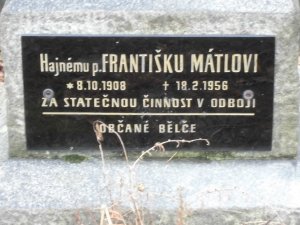 Hajnému p. FRANTIŠKU MÁTLOVI
* 8.10.1908 † 18.2.1956
ZA STATEČNOU ČINNOST V ODBOJI
OBČANÉ BĚLČE